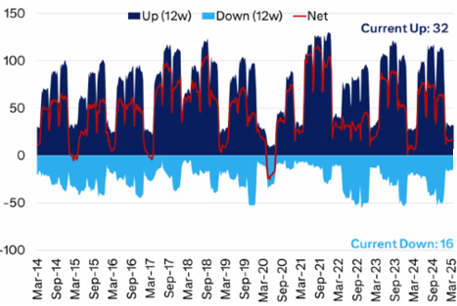 150
Up (12w) Down (12w) Net
Current Up: 32
100
50
0
-50
-100
Current Down: 16
Mar-14
Sep-14
Mar-15
Sep-15
Mar-16
Sep-16
Mar-17
Sep-17
Mar-18
Sep-18
Mar-19
Sep-19
Mar-20
Sep-20
Mar-21
Sep-21
Mar-22
Sep-22
Mar-23
Sep-23
Mar-24
Sep-24
Mar-25